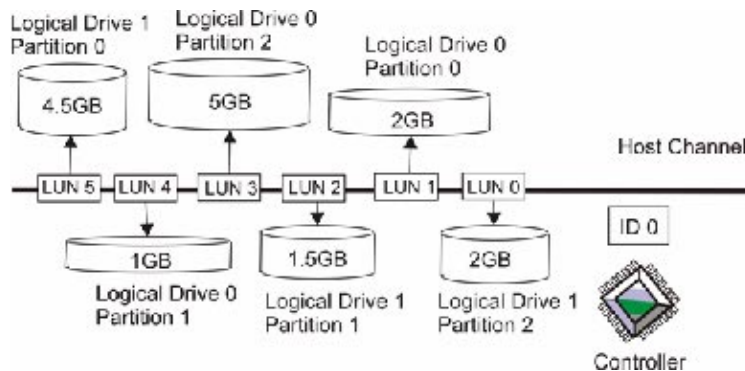 Logical Drive 1
Partition 0
4.5GB
Logical Drive 0
Partition 2
5GB
Logical Drive 0
Partition 0
2GB
Host Channel
LUN 5
LUN 4
LUN 3
LUN 2
LUN 1
LUN 0
ID 0
1GB
Logical Drive 0
Partition 1
1.5GB
Logical Drive 1
Partition 1
2GB
Logical Drive 1
Partition 2
Controller